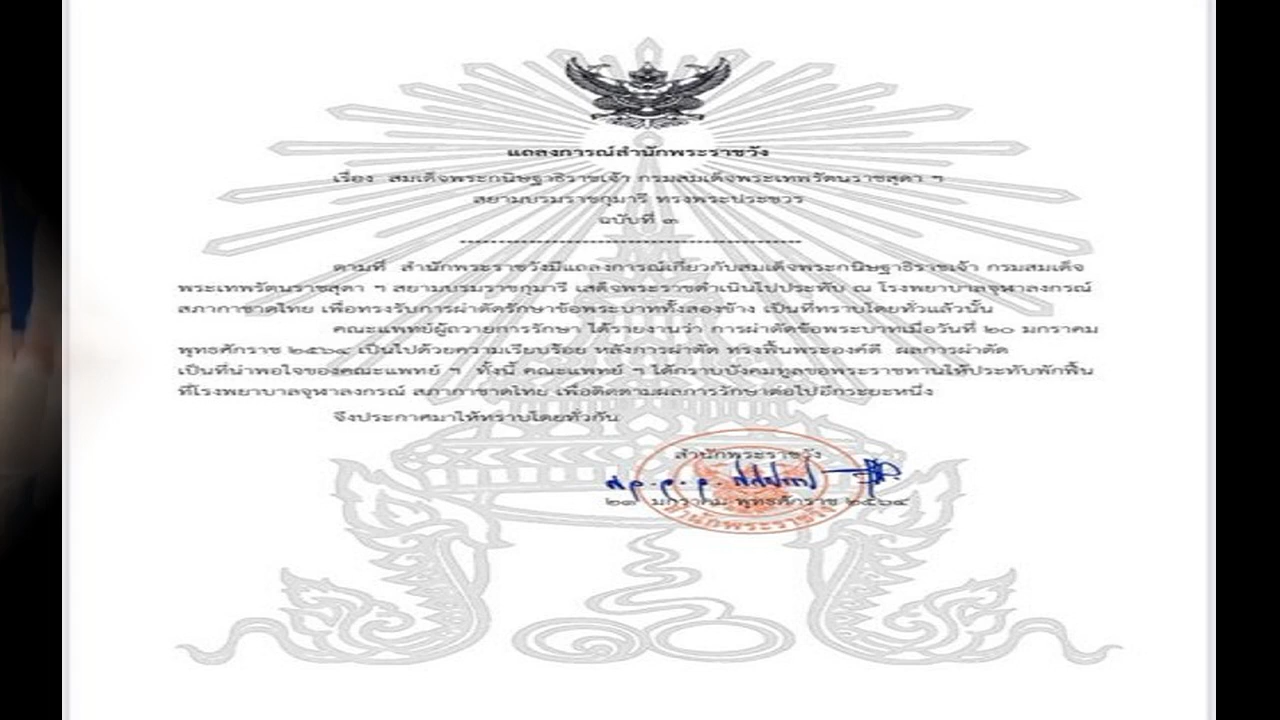 แถลงการณ์สำนักพระราชวัง
เรื่อง สมเด็จพระกนิษฐาธิราชเจ้า กรมสมเด็จพระเทพรัตนราชสุดา ฯ
สยามบรมราชกุมารี ทรงพระประชวร
ฉบับที่ ๓
ตามที่ สำนักพระราชวังมีแถลงการณ์เกี่ยวกับสมเด็จพระกนิษฐาธิราชเจ้า กรมสมเด็จ
พระเทพรัตนราชสุดา ฯ สยามบรมราชกุมารี เสด็จพระราชดำเนินไปประทับ ณ โรงพยาบาลจุฬาลงกรณ์
สภากาชาดไทย เพื่อทรงรับการผ่าตัดรักษาข้อพระบาททั้งสองข้าง เป็นที่ทราบโดยทั่วแล้วนั้น
คณะแพทย์ผู้ถวายการรักษา ได้รายงานว่า การผ่าตัดข้อพระบาทเมื่อวันที่ ๒๐ มกราคม
พุทธศักราช ๒๕๖๔ เป็นไปด้วยความเรียบร้อย หลังการผ่าตัด ทรงฟื้นพระองค์ดี ผลการผ่าตัด
เป็นที่น่าพอใจของคณะแพทย์ ฯ ทั้งนี้ คณะแพทย์ ฯ ได้กราบบังคมทูลขอพระราชทานให้ประทับพักฟื้น
ที่โรงพยาบาลจุฬาลงกรณ์ สภากาชาดไทย เพื่อติดตามผลการรักษาต่อไปอีกระยะหนึ่ง
จึงประกาศมาให้ทราบโดยทั่วกัน
สำนักพระราชวัง
มกราคม พุทธศักราช ๒๕๖๔
สำนักพระราชวัง